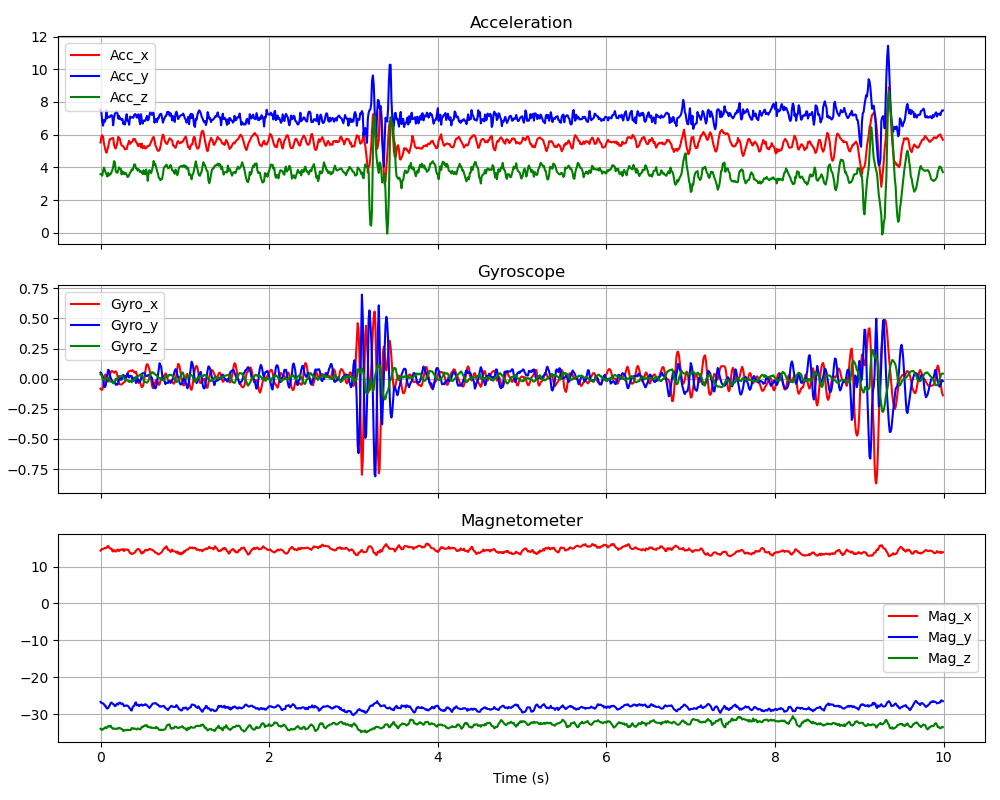 Acceleration
12
10
8
6
4
2
0
Acc_x
Acc_y
Acc_z
Gyroscope
0.75
0.50
0.25
0.00
−0.25
−0.50
−0.75
Gyro_x
Gyro_y
Gyro_z
Magnetometer
10
0
−10
−20
−30
Mag_x
Mag_y
Mag_z
0 2 4 6 8 10
Time (s)